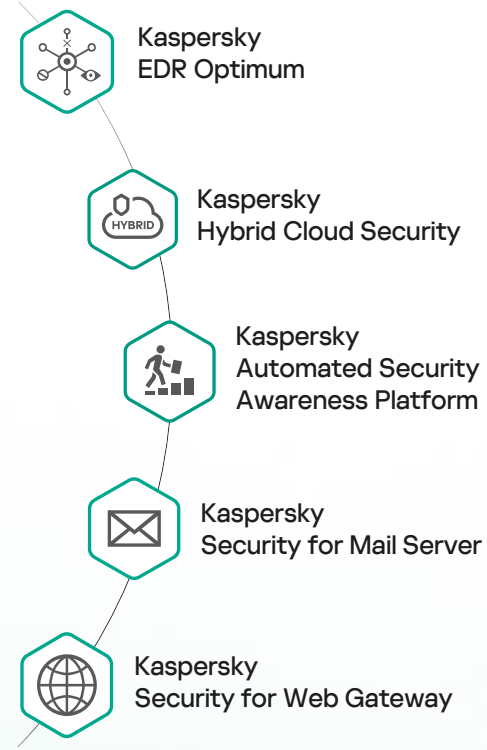 Kaspersky
EDR Optimum
HYBRID
Kaspersky
Hybrid Cloud Security
Kaspersky
Automated Security
Awareness Platform
Kaspersky
Security for Mail Server
Kaspersky
Security for Web Gateway